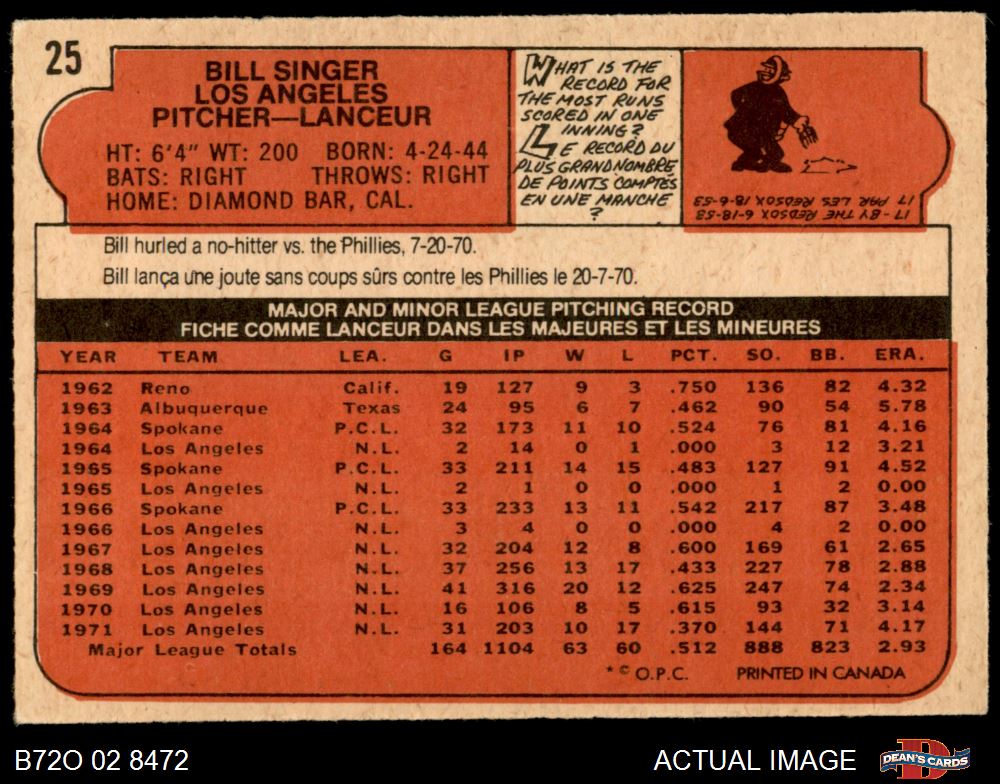 25
BILL SINGER
LOS ANGELES
PITCHER—LANCEUR
HT: 6'4" WT: 200 BORN: 4-24-44
BATS: RIGHT THROWS: RIGHT
HOME: DIAMOND BAR, CAL.
WHAT IS THE
RECORD FOR
THE MOST RUNS
SCORED IN ONE
INNING?
LE RECORD DU
PLUS GRAND NOMBRE
DE POINTS COMPTÉS
EN UNE MANCHE
?
17 - BY THE REDSOX 6-18-53
17 PAR LES REDSOX 18-6-53
Bill hurled a no-hitter vs. the Phillies, 7-20-70.
Bill lança une joute sans coups sûrs contre les Phillies le 20-7-70.
MAJOR AND MINOR LEAGUE PITCHING RECORD
FICHE COMME LANCEUR DANS LES MAJEURES ET LES MINEURES
YEAR TEAM LEA. G IP W L PCT. SO. BB. ERA.
1962 Reno Calif. 19 127 9 3 .750 136 82 4.32
1963 Albuquerque Texas 24 95 6 7 .462 90 54 5.78
1964 Spokane P.C.L. 32 173 11 10 .524 76 81 4.16
1964 Los Angeles N.L. 2 14 0 1 .000 3 12 3.21
1965 Spokane P.C.L. 33 211 14 15 .483 127 91 4.52
1965 Los Angeles N.L. 2 1 0 0 .000 1 2 0.00
1966 Spokane P.C.L. 33 233 13 11 .542 217 87 3.48
1966 Los Angeles N.L. 3 4 0 0 .000 4 2 0.00
1967 Los Angeles N.L. 32 204 12 8 .600 169 61 2.65
1968 Los Angeles N.L. 37 256 13 17 .433 227 78 2.88
1969 Los Angeles N.L. 41 316 20 12 .625 247 74 2.34
1970 Los Angeles N.L. 16 106 8 5 .615 93 32 3.14
1971 Los Angeles N.L. 31 203 10 17 .370 144 71 4.17
Major League Totals 164 1104 63 60 .512 888 823 2.93
* © O.P.C. PRINTED IN CANADA
B72O 02 8472
ACTUAL IMAGE
DEAN'S CARDS